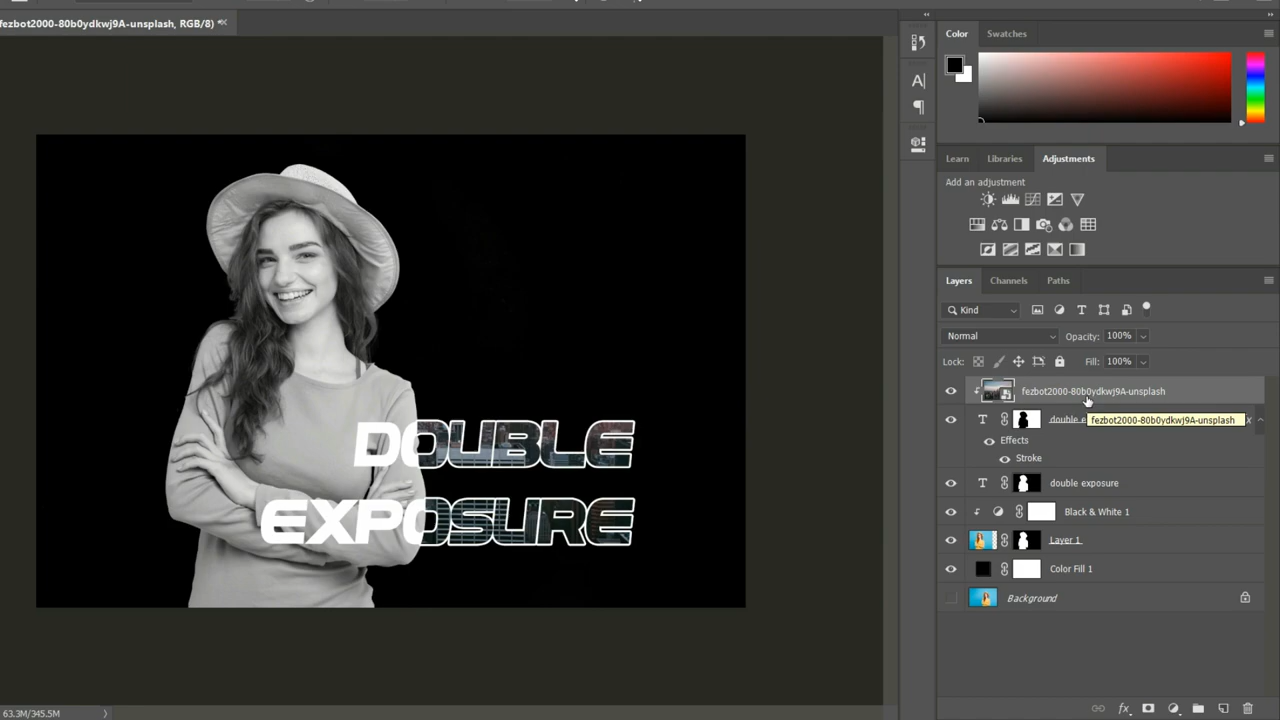 fezbot2000-80b0ydkwj9A-unsplash, RGB/8)
Color
Swatches
Learn
Libraries
Adjustments
Add an adjustment
Layers
Channels
Paths
Kind
Normal
Opacity: 100%
Lock:
Fill: 100%
fezbot2000-80b0ydkwj9A-unsplash
double e
fezbot2000-80b0ydkwj9A-unsplash
Effects
Stroke
double exposure
Black & White 1
Layer 1
Color Fill 1
Background
DOUBLE
EXPOSURE
63.3M/345.5M